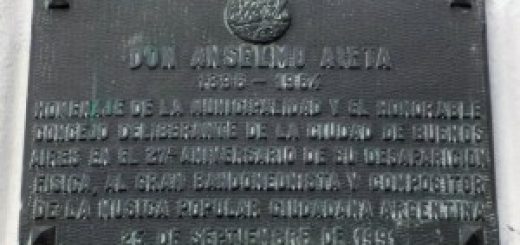 DON ANSELMO AIETA
1896 - 1964
HOMENAJE DE LA MUNICIPALIDAD Y EL HONORABLE
CONCEJO DELIBERANTE DE LA CIUDAD DE BUENOS
AIRES EN EL 27º ANIVERSARIO DE SU DESAPARICION
FISICA, AL GRAN BANDONEONISTA Y COMPOSITOR
DE LA MUSICA POPULAR CIUDADANA ARGENTINA
25 DE SEPTIEMBRE DE 1991